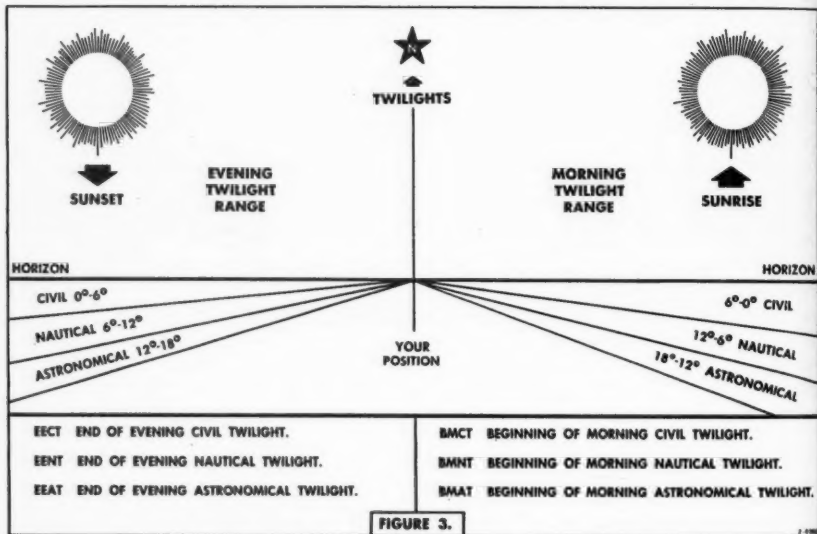 N
TWILIGHTS
SUNSET
EVENING
TWILIGHT
RANGE
MORNING
TWILIGHT
RANGE
SUNRISE
HORIZON
HORIZON
CIVIL 0°-6°
NAUTICAL 6°-12°
ASTRONOMICAL 12°-18°
YOUR
POSITION
6°-0° CIVIL
12°-6° NAUTICAL
18°-12° ASTRONOMICAL
EECT END OF EVENING CIVIL TWILIGHT.
EENT END OF EVENING NAUTICAL TWILIGHT.
EEAT END OF EVENING ASTRONOMICAL TWILIGHT.
BMCT BEGINNING OF MORNING CIVIL TWILIGHT.
BMNT BEGINNING OF MORNING NAUTICAL TWILIGHT.
BMAT BEGINNING OF MORNING ASTRONOMICAL TWILIGHT.
FIGURE 3.